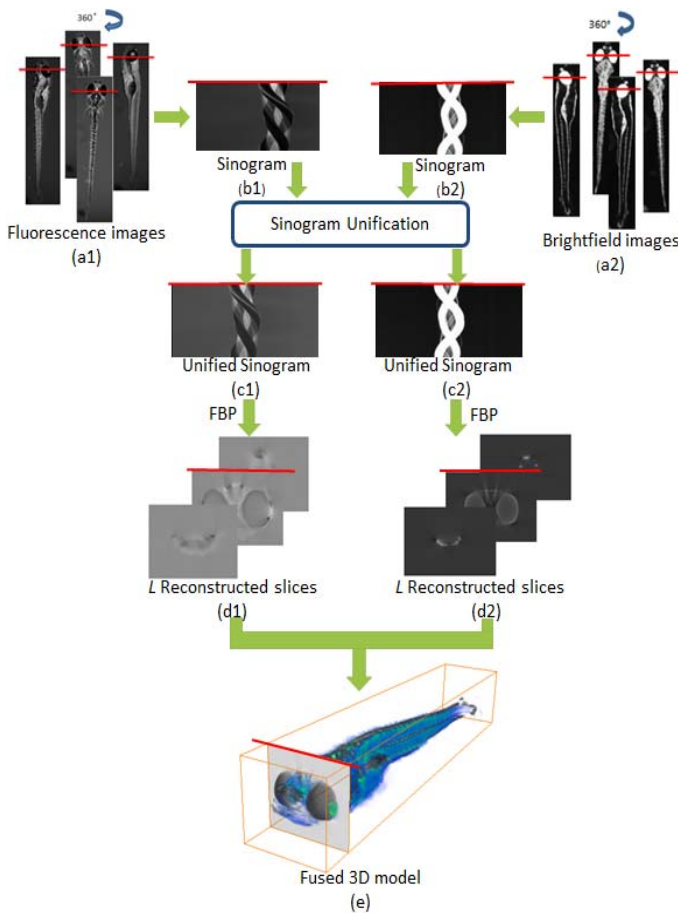 360°
360°
Sinogram
(b1)
Sinogram
(b2)
Fluorescence images
(a1)
Sinogram Unification
Brightfield images
(a2)
Unified Sinogram
(c1)
Unified Sinogram
(c2)
FBP
FBP
L Reconstructed slices
(d1)
L Reconstructed slices
(d2)
Fused 3D model
(e)